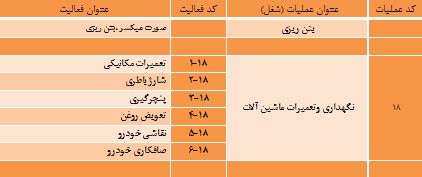 کد عملیات عنوان عملیات (شغل) کد فعالیت عنوان فعالیت
بتن ریزی صورت میکسر،بتن ریزی
۱۸ نگهداری وتعمیرات ماشین آلات
۱۸-۱ تعمیرات مکانیکی
۱۸-۲ شارژباطری
۱۸-۳ پنچرگیری
۱۸-۴ تعویض روغن
۱۸-۵ نقاشی خودرو
۱۸-۶ صافکاری خودرو